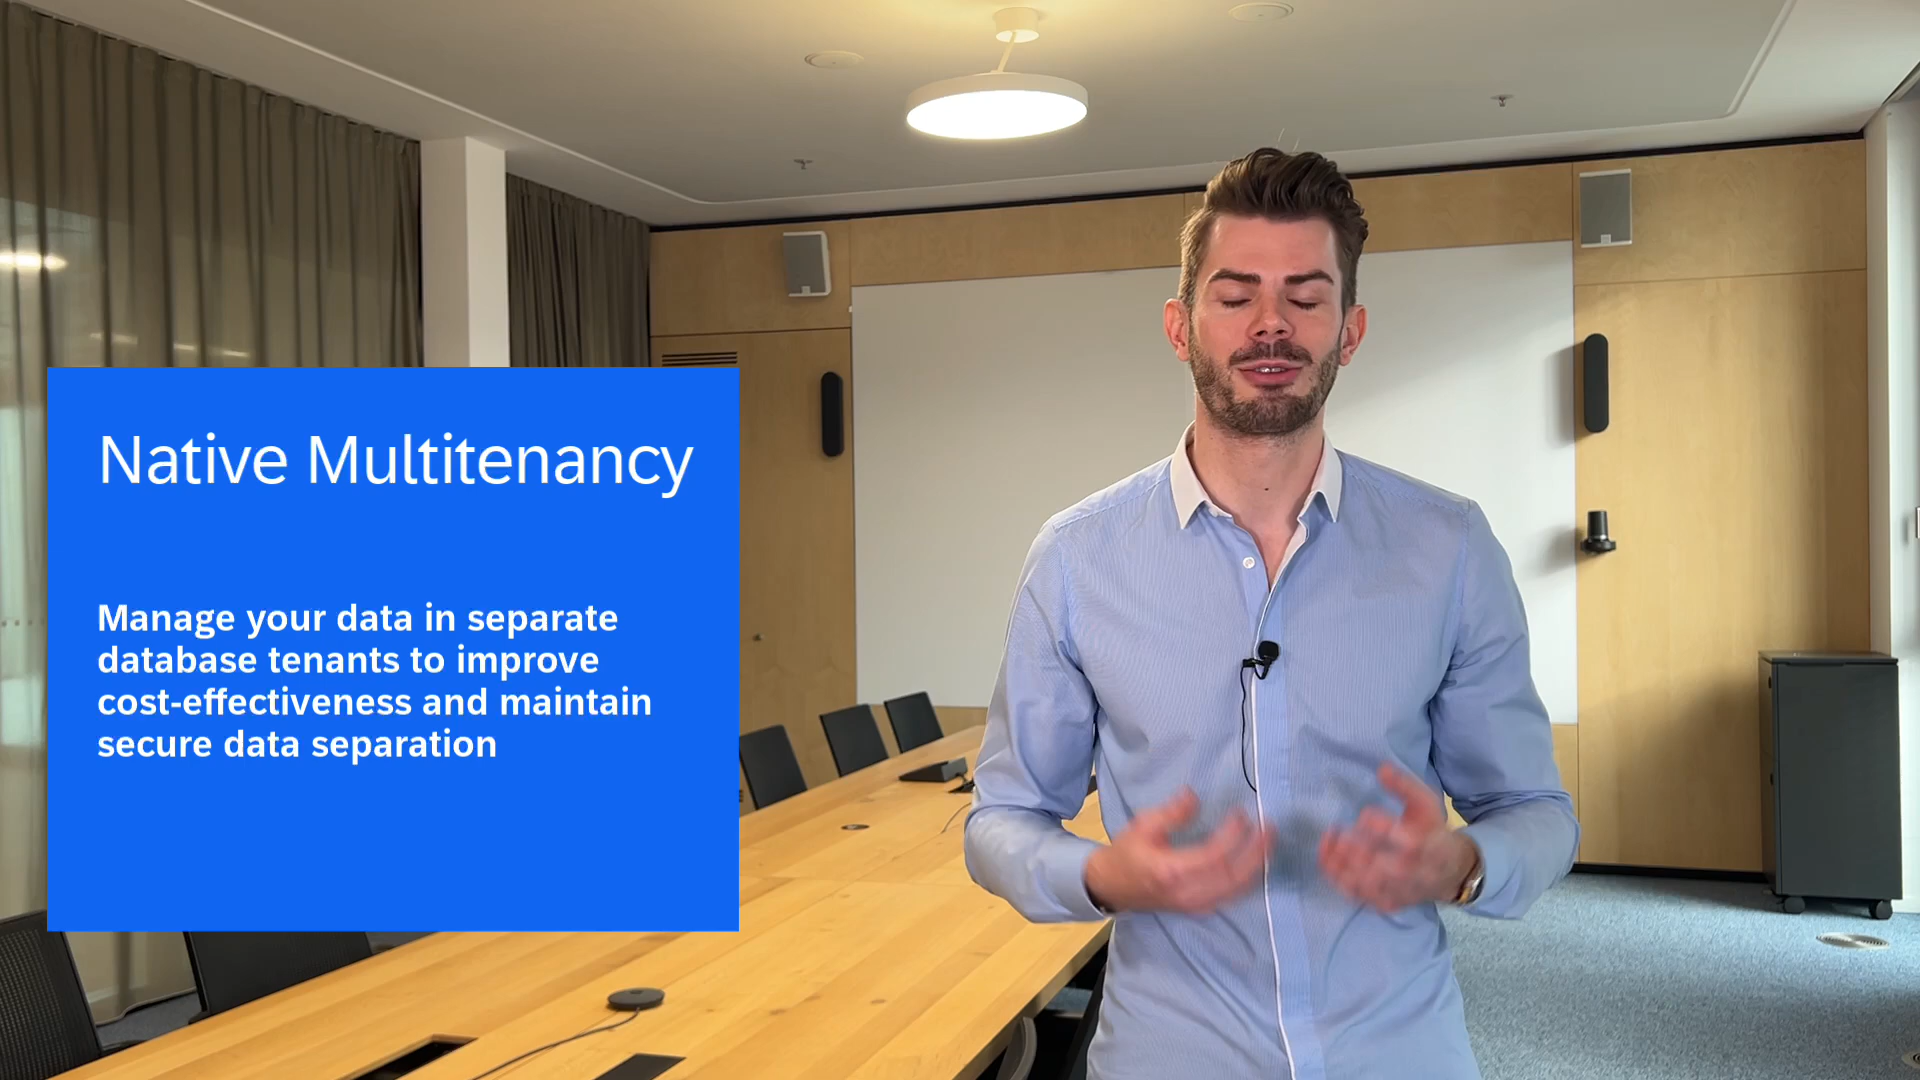 Native Multitenancy
Manage your data in separate
database tenants to improve
cost-effectiveness and maintain
secure data separation